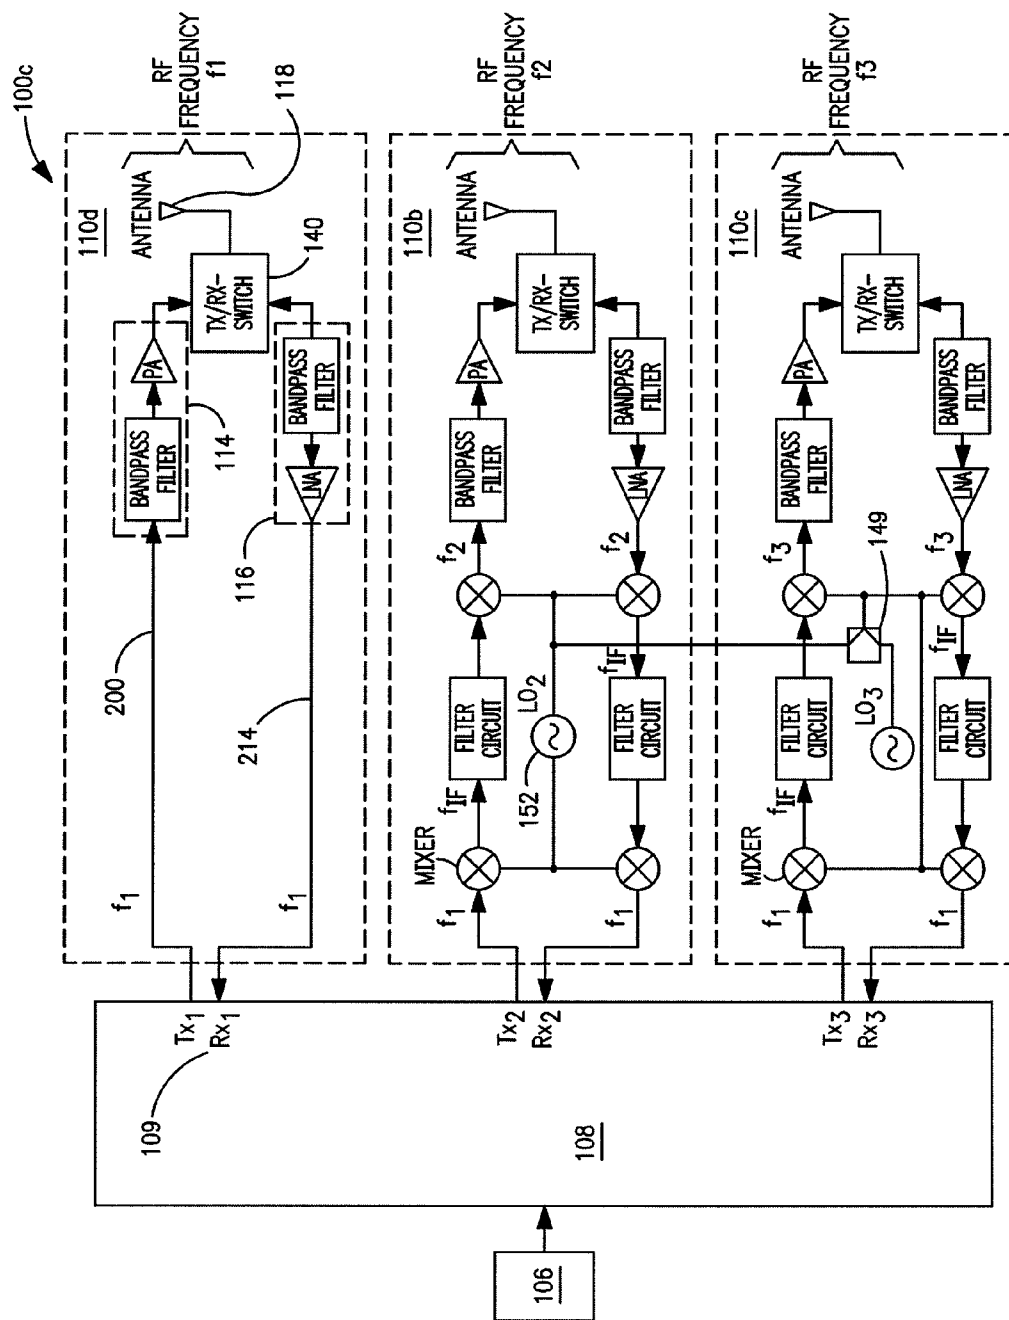 100c
110d
ANTENNA
118
RF
FREQUENCY
f1
140
TX/RX-
SWITCH
PA
BANDPASS
FILTER
114
BANDPASS
FILTER
LNA
116
200
214
f1
f1
Tx1
Rx1
109
110b
ANTENNA
RF
FREQUENCY
f2
TX/RX-
SWITCH
PA
BANDPASS
FILTER
BANDPASS
FILTER
LNA
f2
f2
fIF
FILTER
CIRCUIT
LO2
152
FILTER
CIRCUIT
fIF
MIXER
f1
f1
Tx2
Rx2
110c
ANTENNA
RF
FREQUENCY
f3
TX/RX-
SWITCH
PA
BANDPASS
FILTER
BANDPASS
FILTER
LNA
f3
f3
149
fIF
FILTER
CIRCUIT
LO3
FILTER
CIRCUIT
fIF
MIXER
f1
f1
Tx3
Rx3
108
106